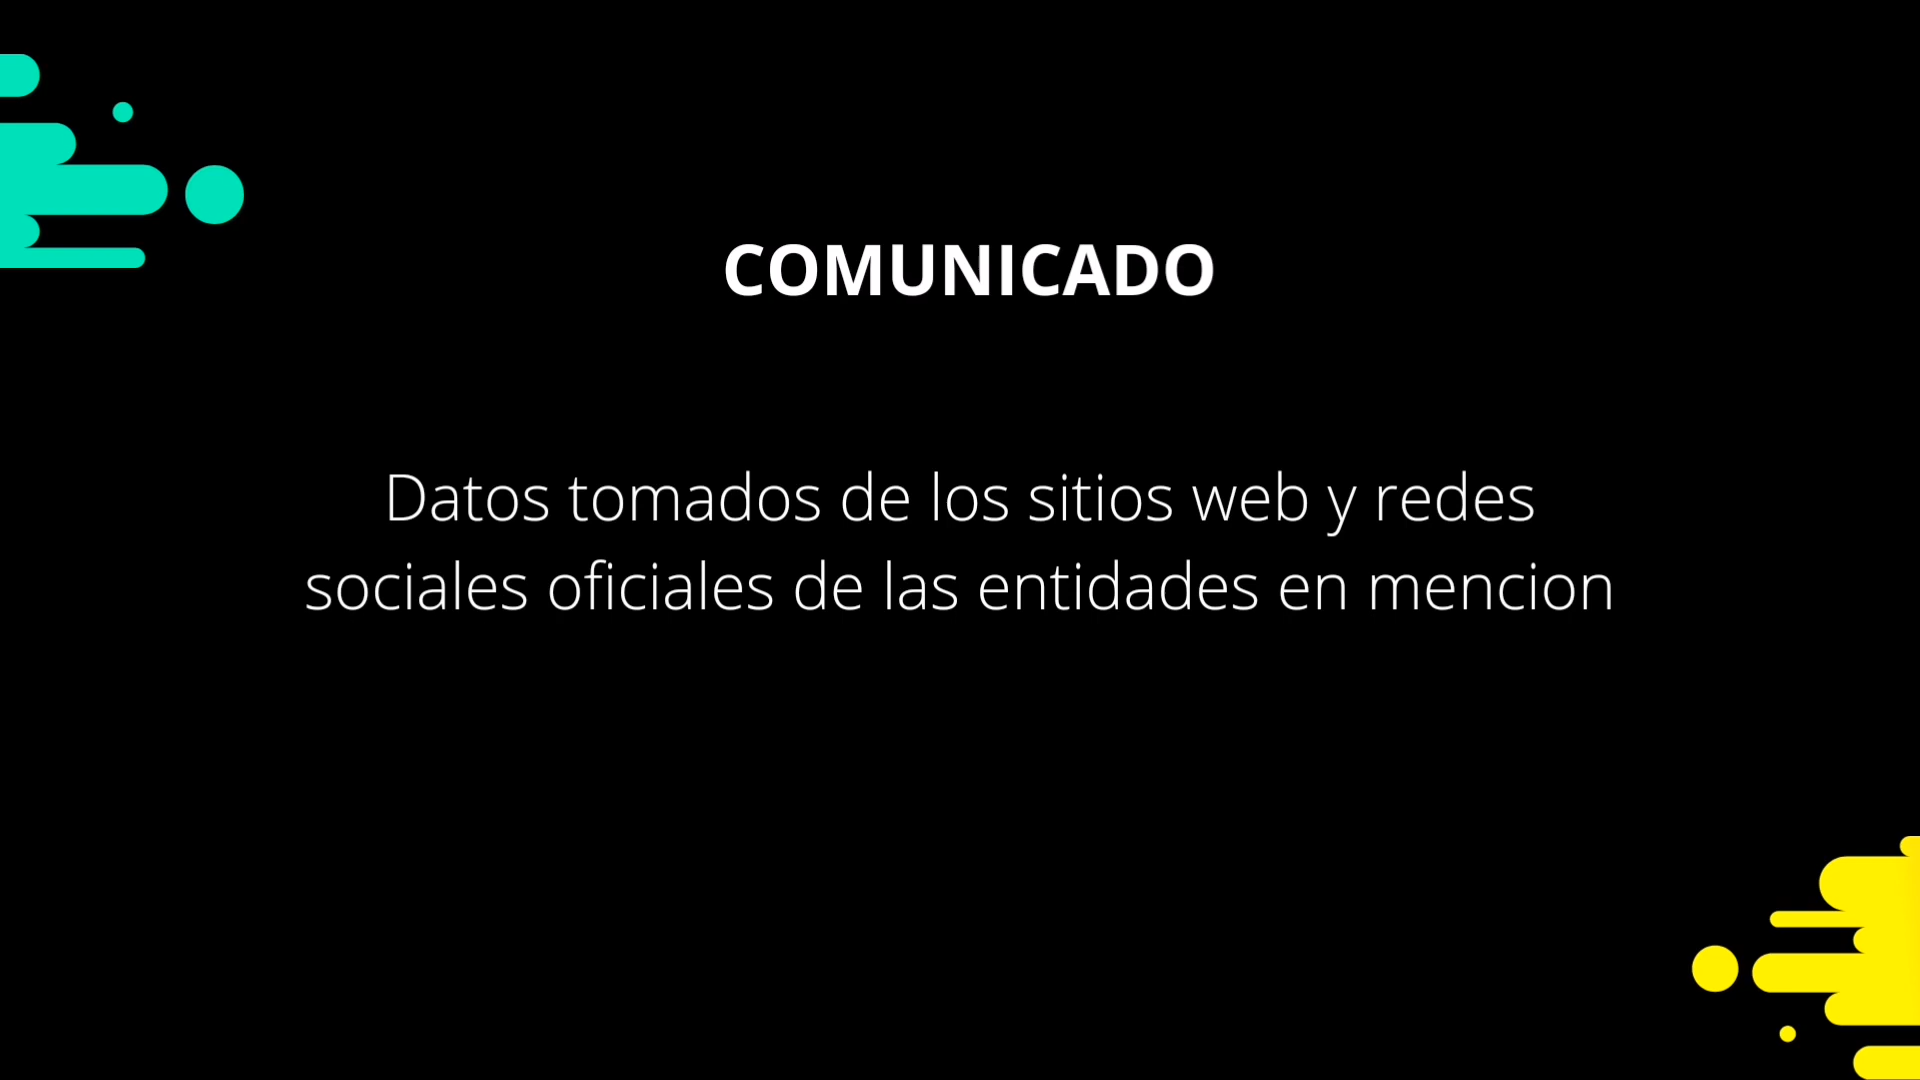 COMUNICADO
Datos tomados de los sitios web y redes
sociales oficiales de las entidades en mencion